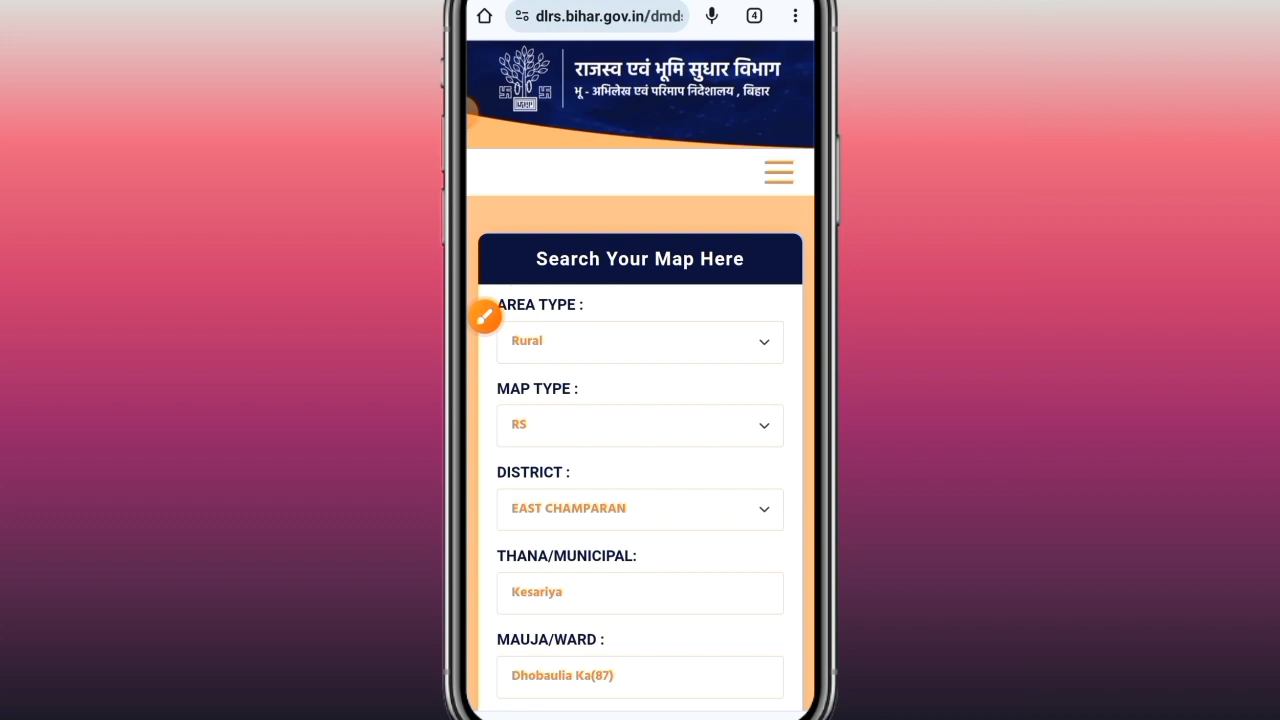 dlrs.bihar.gov.in/dmd
4
राजस्व एवं भूमि सुधार विभाग
भू - अभिलेख एवं परिमाप निदेशालय , बिहार
Search Your Map Here
AREA TYPE :
Rural
MAP TYPE :
RS
DISTRICT :
EAST CHAMPARAN
THANA/MUNICIPAL:
Kesariya
MAUJA/WARD :
Dhobaulia Ka(87)